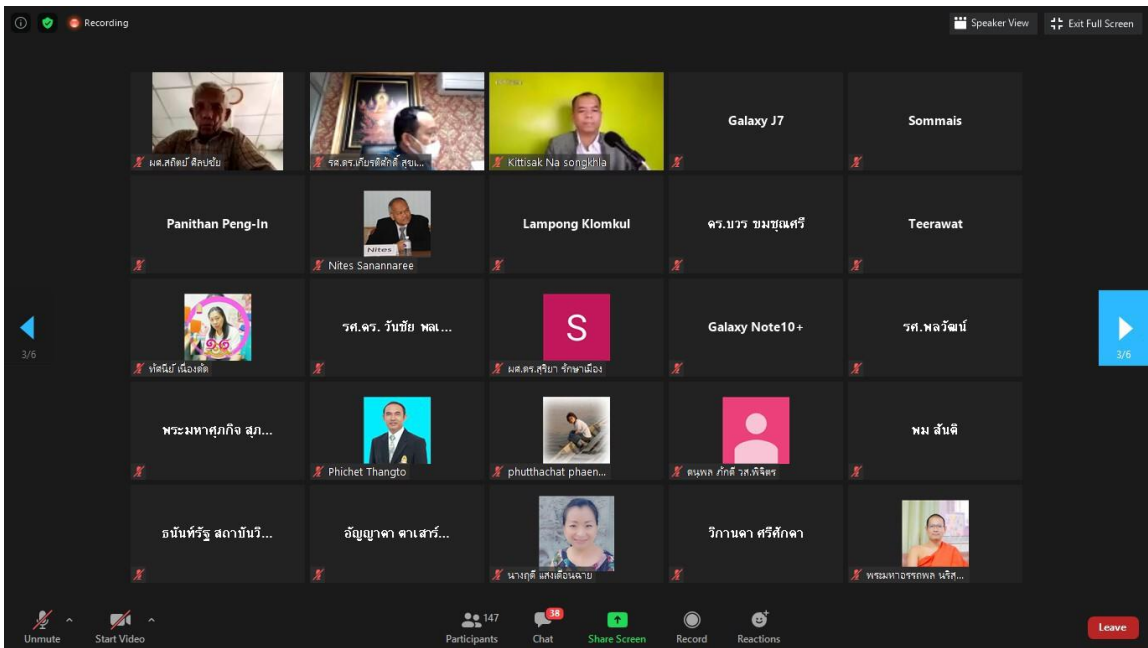 Recording
Speaker View
Exit Full Screen
ผศ.สถิตย์ ศิลปชัย
รศ.ดร.เกียรติศักดิ์ สุขเ...
Kittisak Na songkhla
Galaxy J7
Sommais
Panithan Peng-In
Nites
Nites Sanannaree
Lampong Klomkul
ดร.บวร ขมชุณศรี
Teerawat
3/6
ทัศนีย์ เนื่องตัด
รศ.ดร. วันชัย พลเ...
S
ผศ.ดร.สุริยา รักษาเมือง
Galaxy Note10+
รศ.พลวัฒน์
3/6
พระมหาศุภกิจ สุภ...
Phichet Thangto
phutthachat phaen...
ดนุพล ภักดี วส.พิจิตร
พม สันติ
ธนันท์รัฐ สถาบันวิ...
อัญญาดา ตาเสาร์...
นางฤดี แสงเดือนฉาย
วิกานดา ศรีศักดา
พระมหาอรรถพล นริสฺ...
Unmute
Start Video
147
Participants
38
Chat
Share Screen
Record
Reactions
Leave